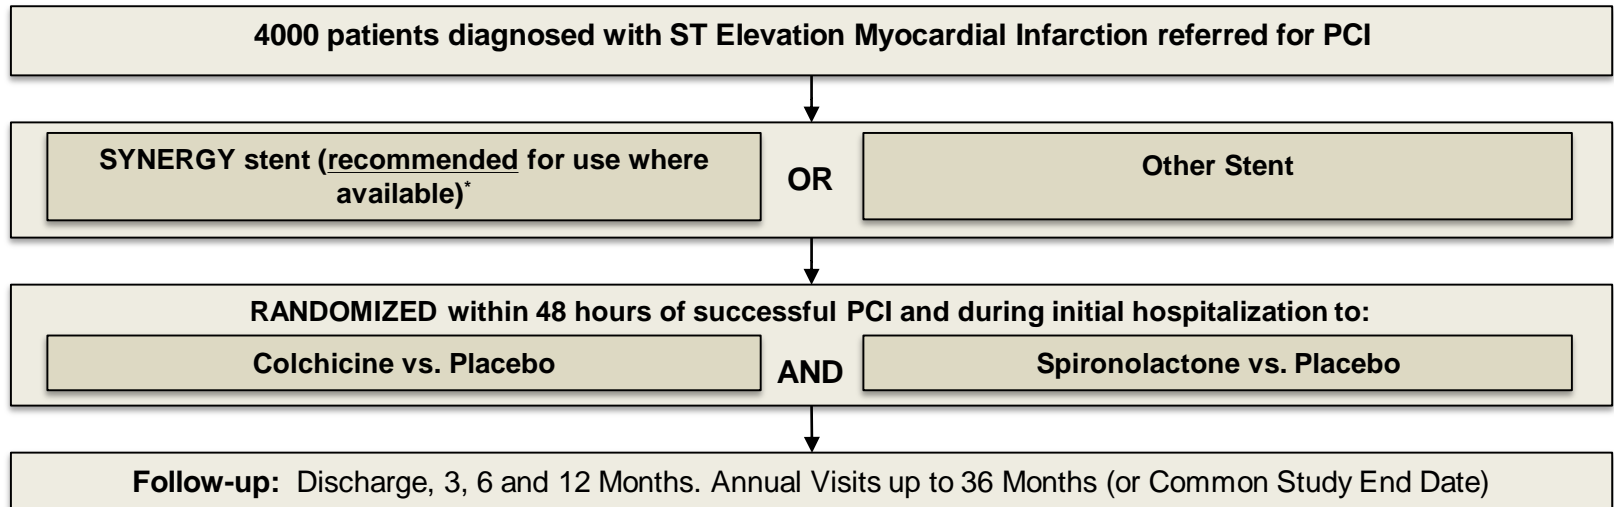 4000 patients diagnosed with ST Elevation Myocardial Infarction referred for PCI
SYNERGY stent (recommended for use where
available)*
OR
Other Stent
RANDOMIZED within 48 hours of successful PCI and during initial hospitalization to:
Colchicine vs. Placebo
AND
Spironolactone vs. Placebo
Follow-up: Discharge, 3, 6 and 12 Months. Annual Visits up to 36 Months (or Common Study End Date)